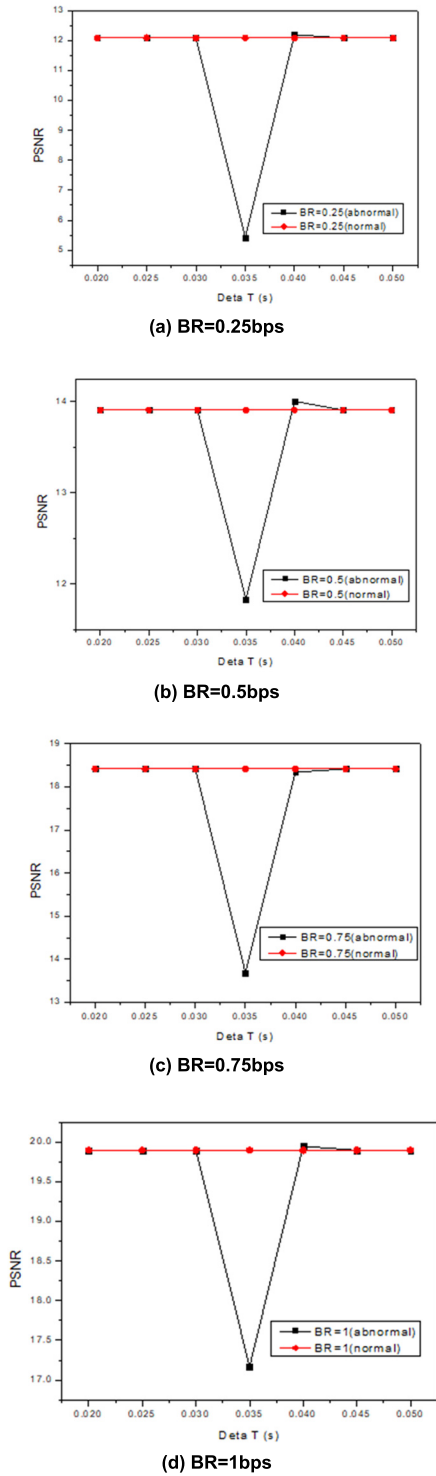 13
12
11
10
9
8
7
6
5
PSNR
BR=0.25(abnormal)
BR=0.25(normal)
0.020 0.025 0.030 0.035 0.040 0.045 0.050
Deta T (s)
(a) BR=0.25bps
14
13
12
PSNR
BR=0.5(abnormal)
BR=0.5(normal)
0.020 0.025 0.030 0.035 0.040 0.045 0.050
Deta T (s)
(b) BR=0.5bps
19
18
17
16
15
14
13
PSNR
BR=0.75(abnormal)
BR=0.75(normal)
0.020 0.025 0.030 0.035 0.040 0.045 0.050
Deta T (s)
(c) BR=0.75bps
20.0
19.5
19.0
18.5
18.0
17.5
17.0
PSNR
BR=1(abnormal)
BR=1(normal)
0.020 0.025 0.030 0.035 0.040 0.045 0.050
Deta T (s)
(d) BR=1bps